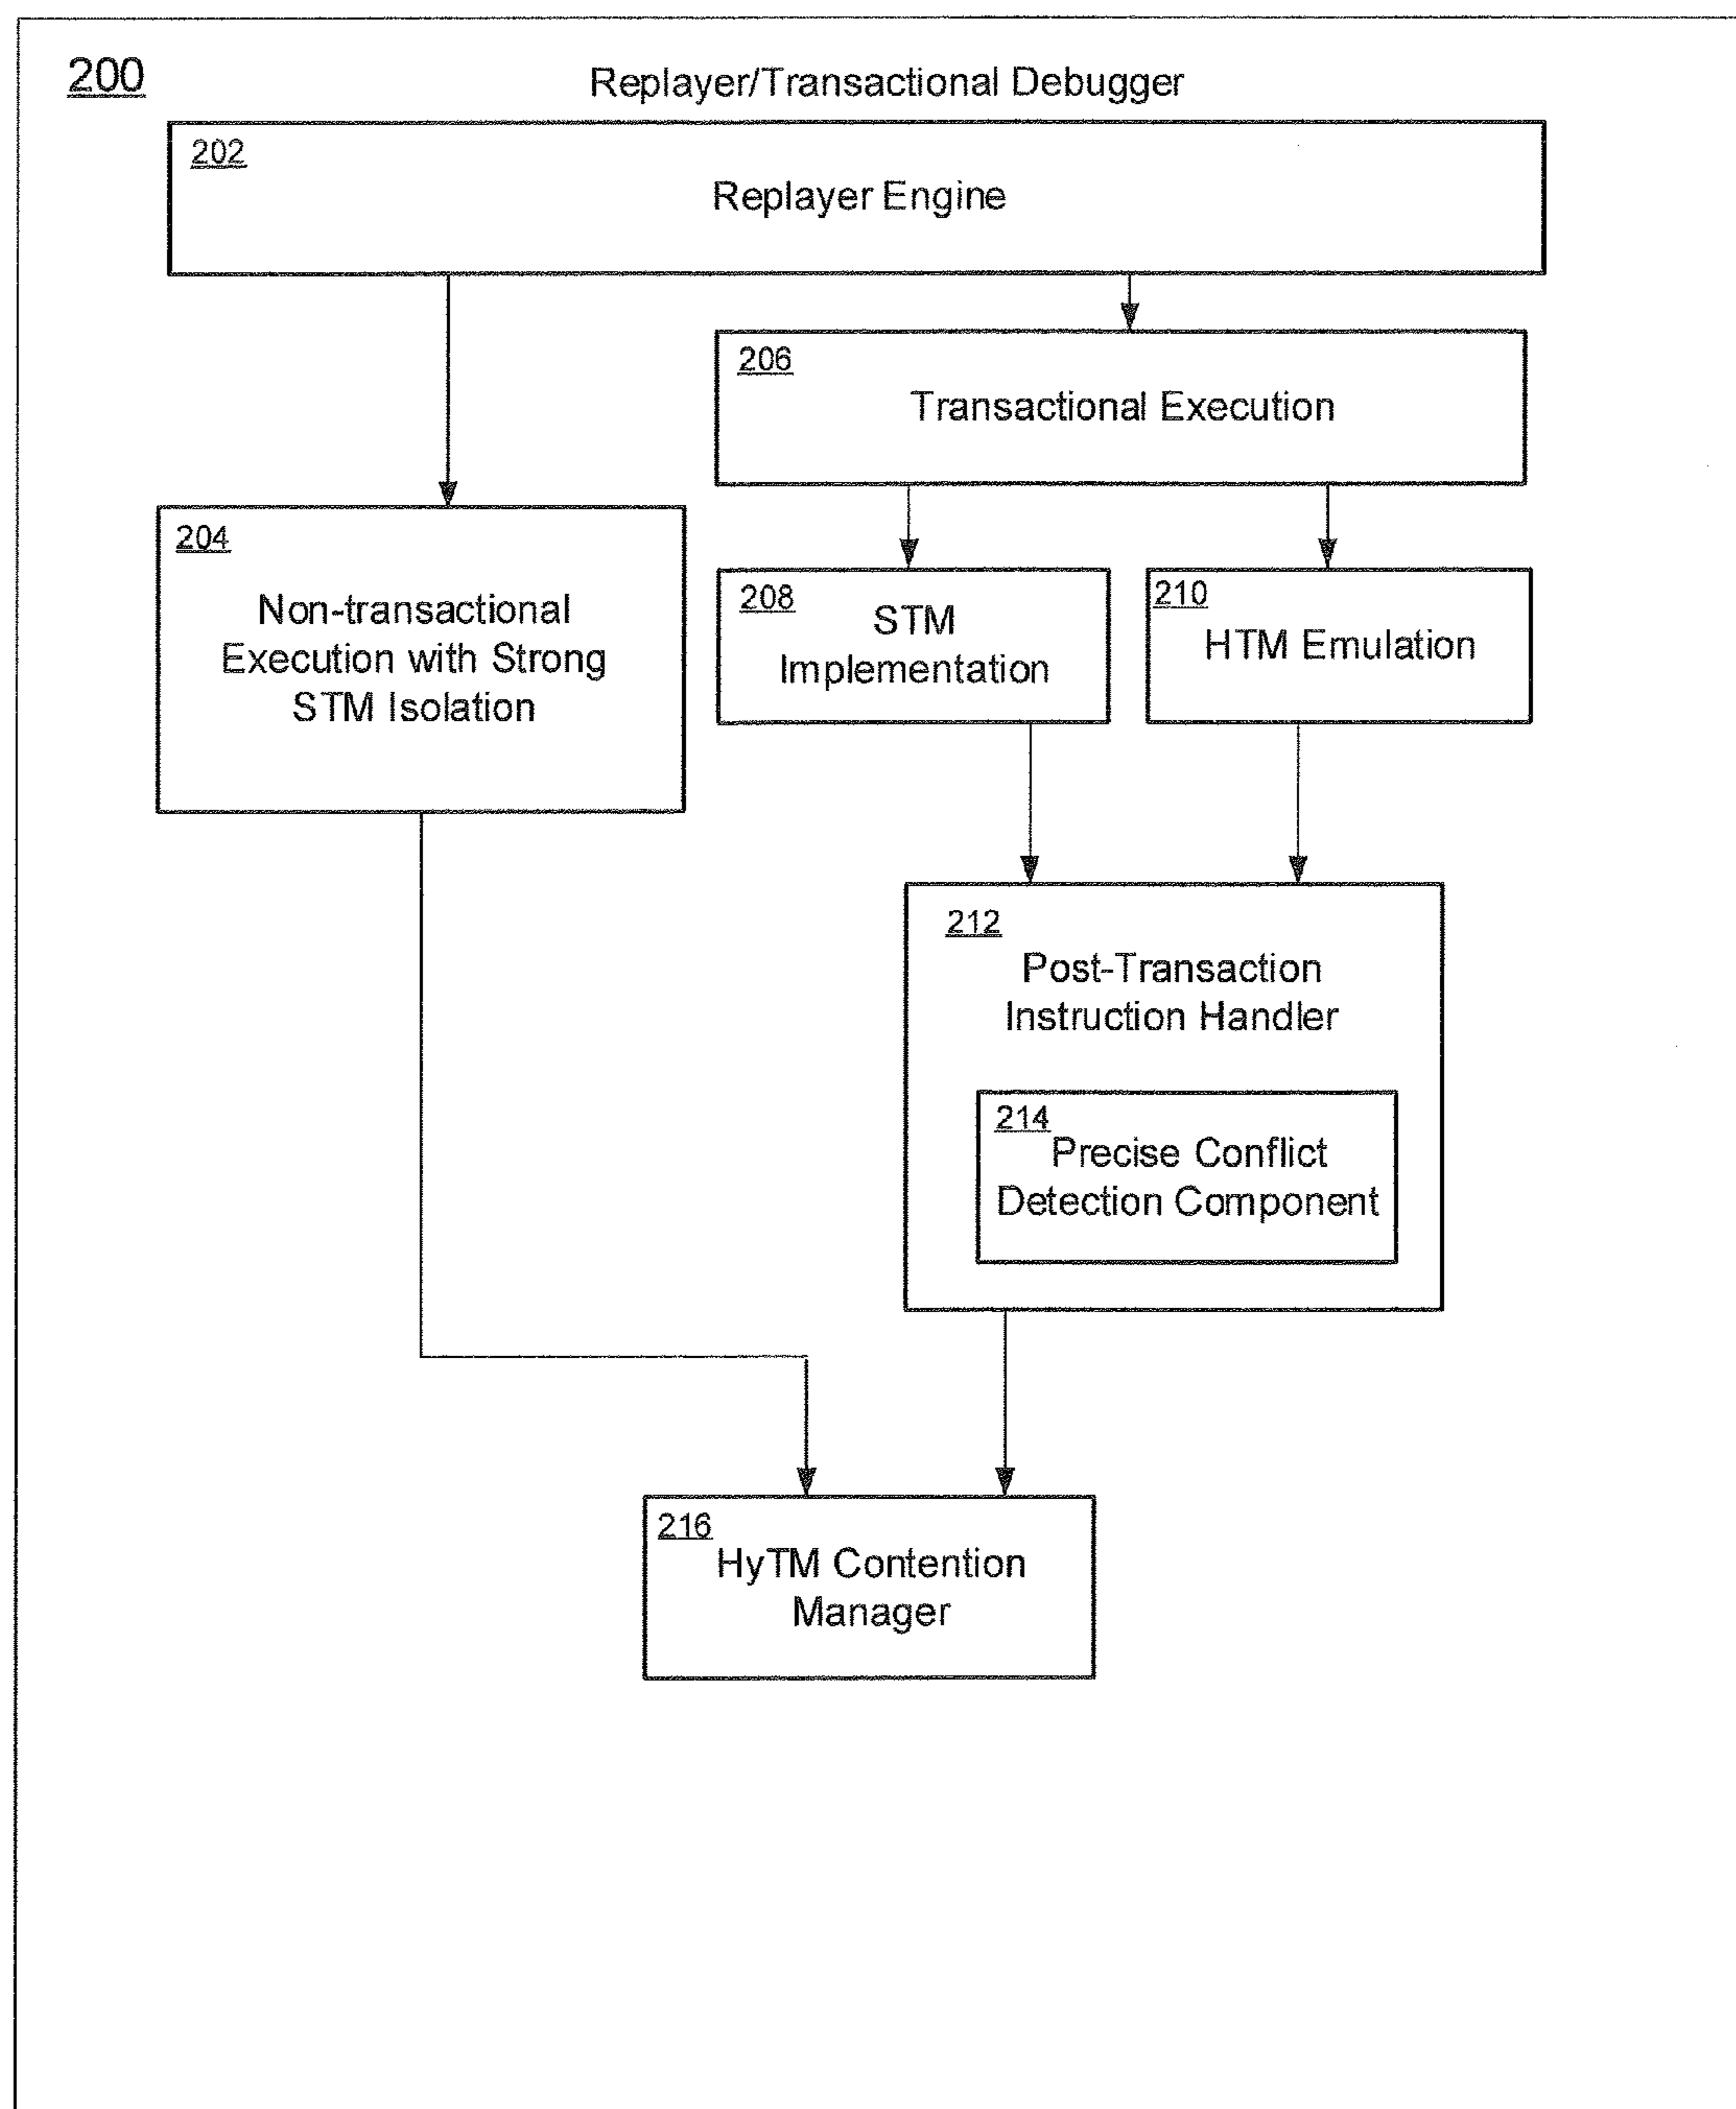 200
Replayer/Transactional Debugger
202
Replayer Engine
206
Transactional Execution
204
Non-transactional
Execution with Strong
STM Isolation
208
STM
Implementation
210
HTM Emulation
212
Post-Transaction
Instruction Handler
214
Precise Conflict
Detection Component
216
HyTM Contention
Manager